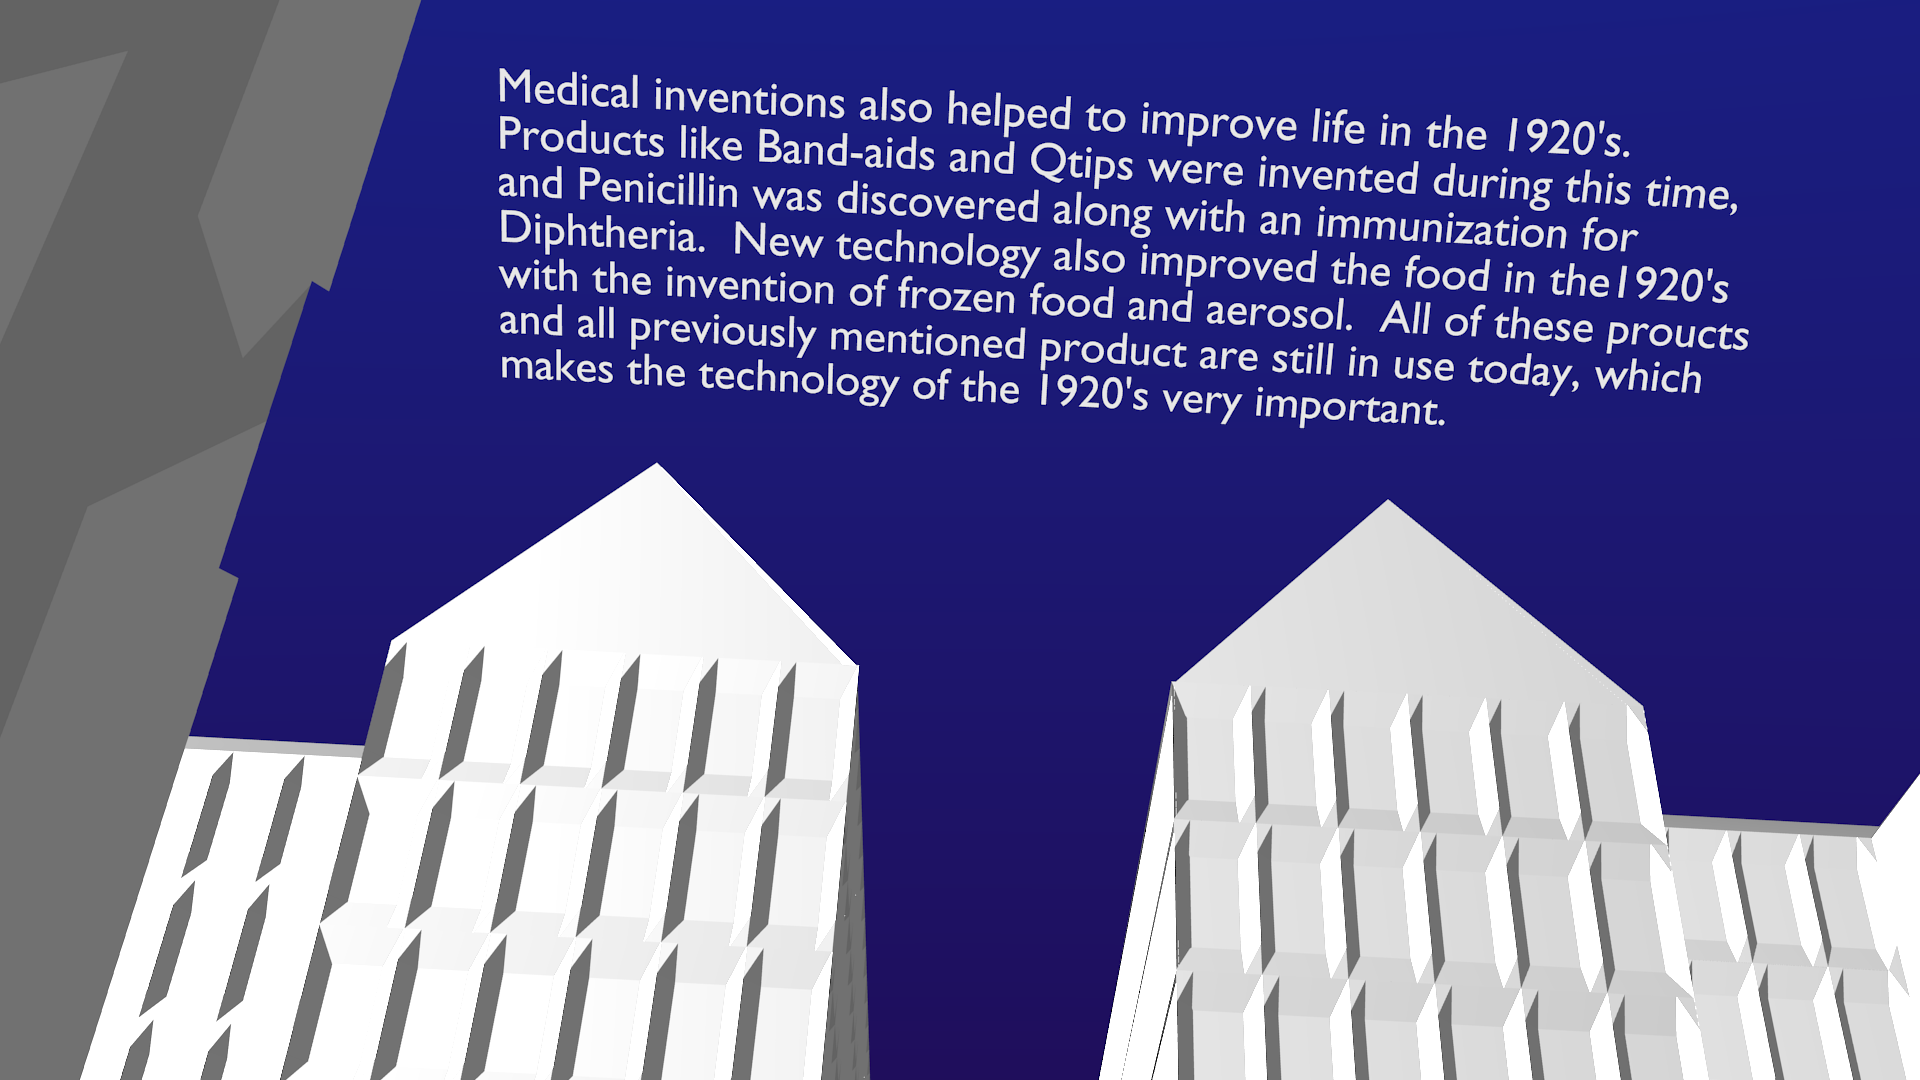 Medical inventions also helped to improve life in the 1920's.
Products like Band-aids and Qtips were invented during this time,
and Penicillin was discovered along with an immunization for
Diphtheria.  New technology also improved the food in the1920's
with the invention of frozen food and aerosol.  All of these proucts
and all previously mentioned product are still in use today, which
makes the technology of the 1920's very important.